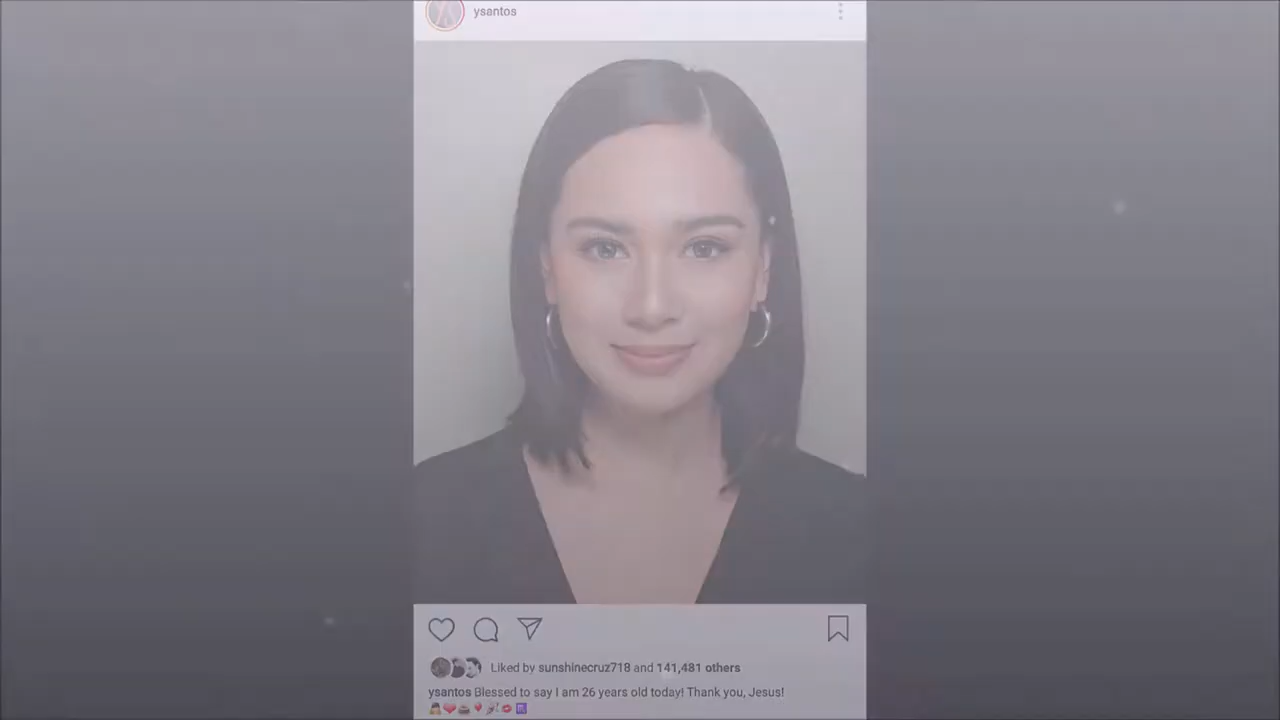 ysantos
Liked by sunshinecruz718 and 141,481 others
ysantos Blessed to say I am 26 years old today! Thank you, Jesus!